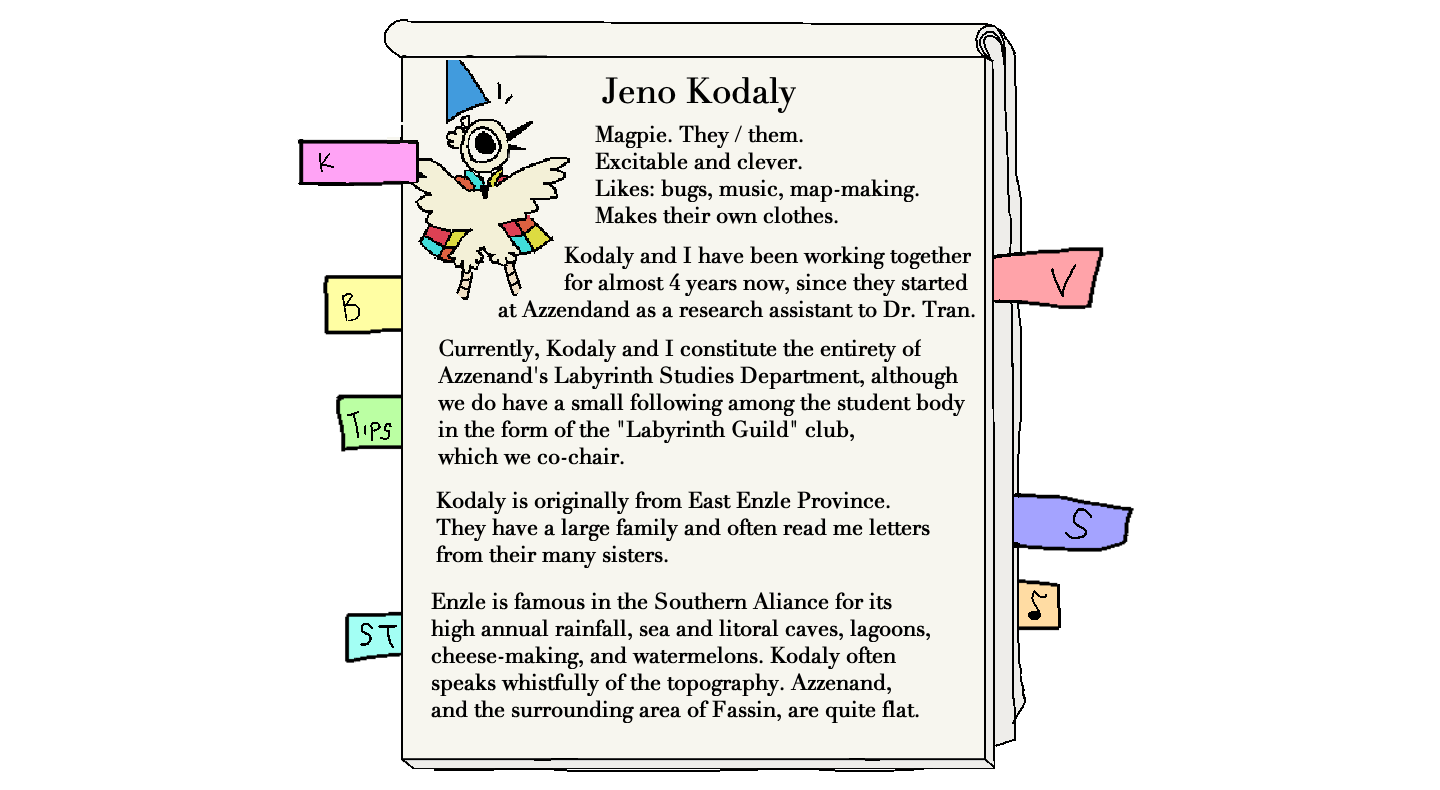 Jeno Kodaly
K
Magpie. They / them.
Excitable and clever.
Likes: bugs, music, map-making.
Makes their own clothes.
Kodaly and I have been working together
for almost 4 years now, since they started
at Azzendand as a research assistant to Dr. Tran.
V
B
Currently, Kodaly and I constitute the entirety of
Azzenand's Labyrinth Studies Department, although
we do have a small following among the student body
in the form of the "Labyrinth Guild" club,
which we co-chair.
TIPS
Kodaly is originally from East Enzle Province.
They have a large family and often read me letters
from their many sisters.
S
Enzle is famous in the Southern Aliance for its
high annual rainfall, sea and litoral caves, lagoons,
cheese-making, and watermelons. Kodaly often
speaks whistfully of the topography. Azzenand,
and the surrounding area of Fassin, are quite flat.
ST
♪